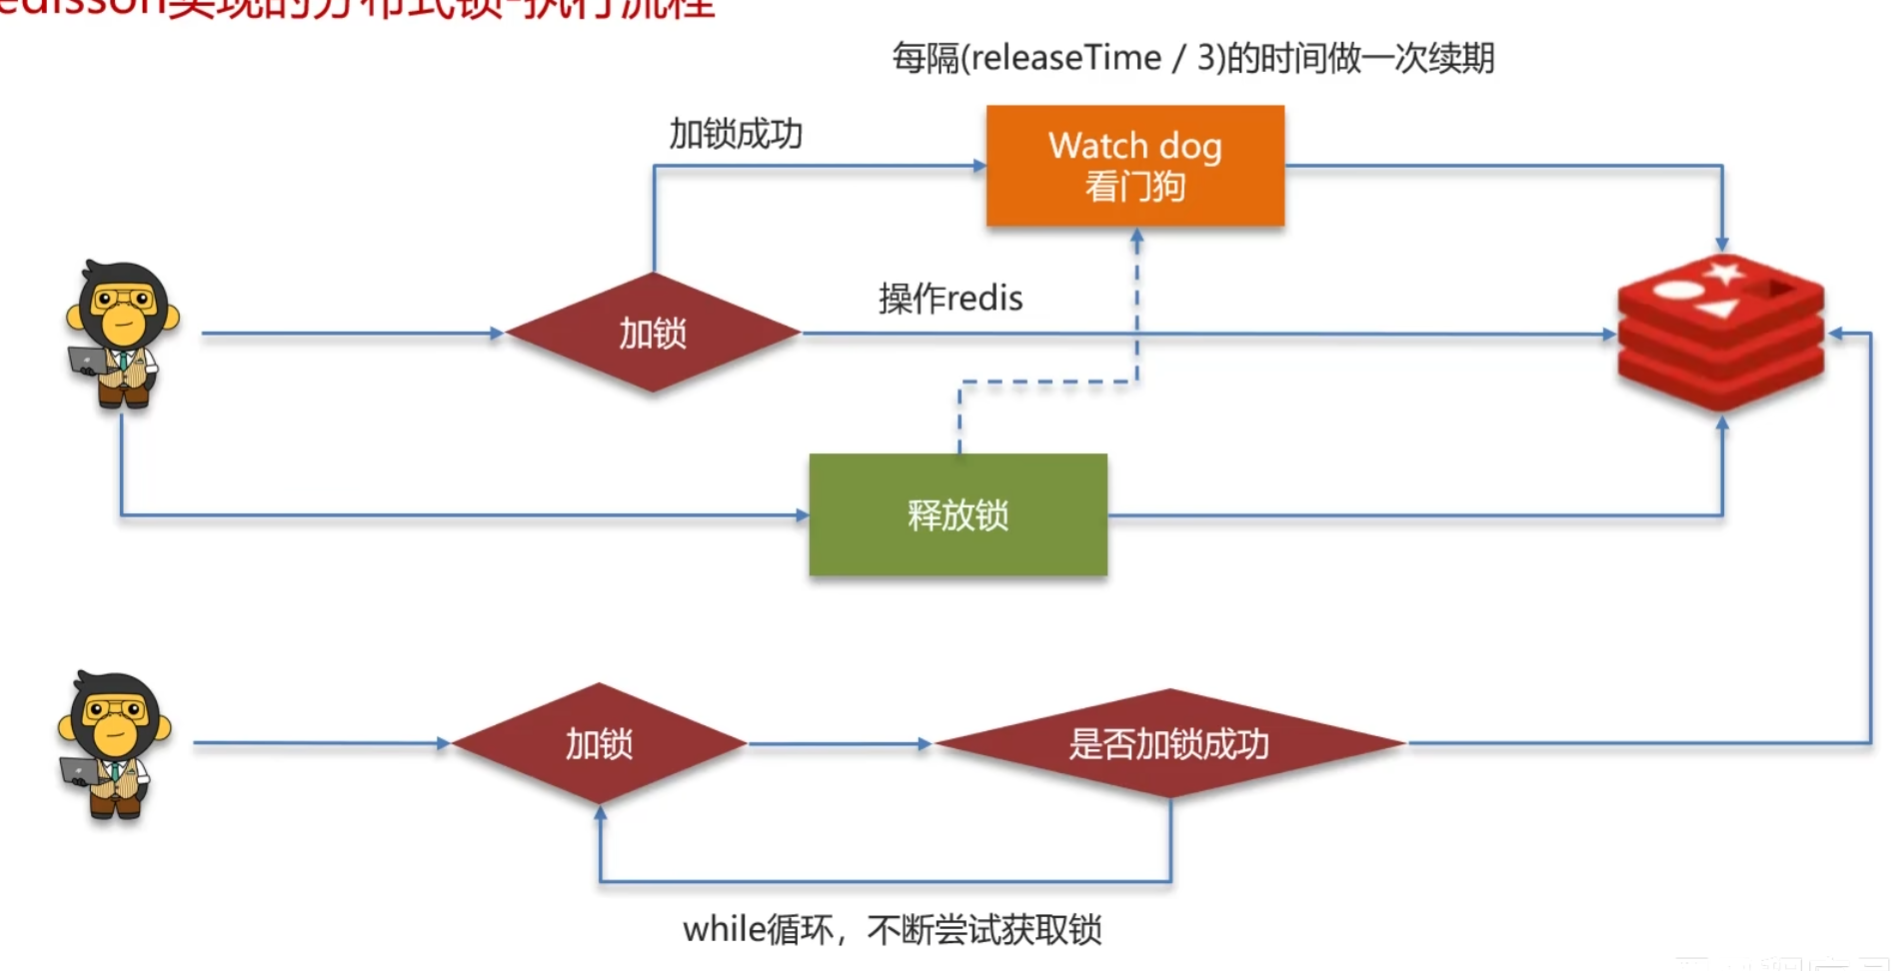 edisson实现的分布式锁-执行流程
每隔(releaseTime / 3)的时间做一次续期
加锁成功
Watch dog
看门狗
操作redis
加锁
释放锁
加锁
是否加锁成功
while循环，不断尝试获取锁